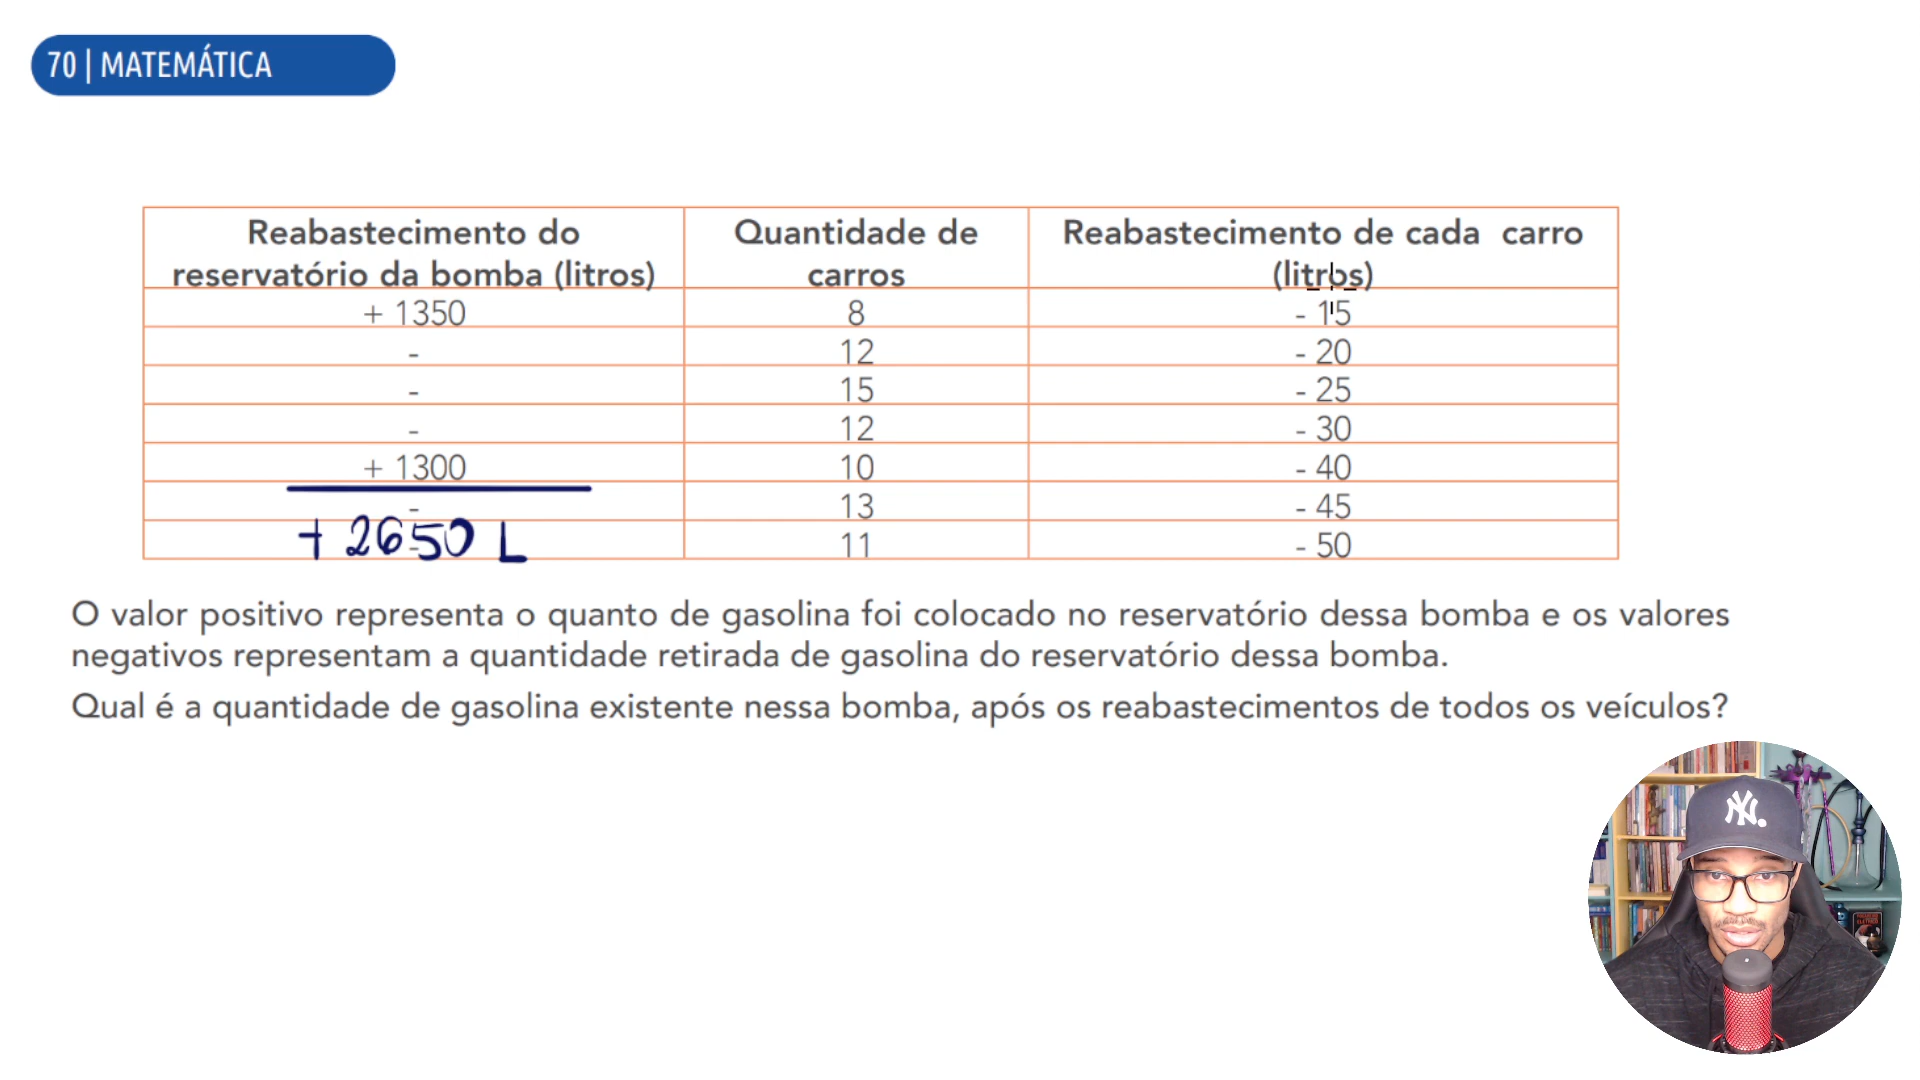 70 | MATEMÁTICA
Reabastecimento do
reservatório da bomba (litros)
Quantidade de
carros
Reabastecimento de cada carro
(litros)
+ 1350 8 - 15
- 12 - 20
- 15 - 25
- 12 - 30
+ 1300 10 - 40
- 13 - 45
- 11 - 50
+ 2650 L
O valor positivo representa o quanto de gasolina foi colocado no reservatório dessa bomba e os valores
negativos representam a quantidade retirada de gasolina do reservatório dessa bomba.
Qual é a quantidade de gasolina existente nessa bomba, após os reabastecimentos de todos os veículos?
NY